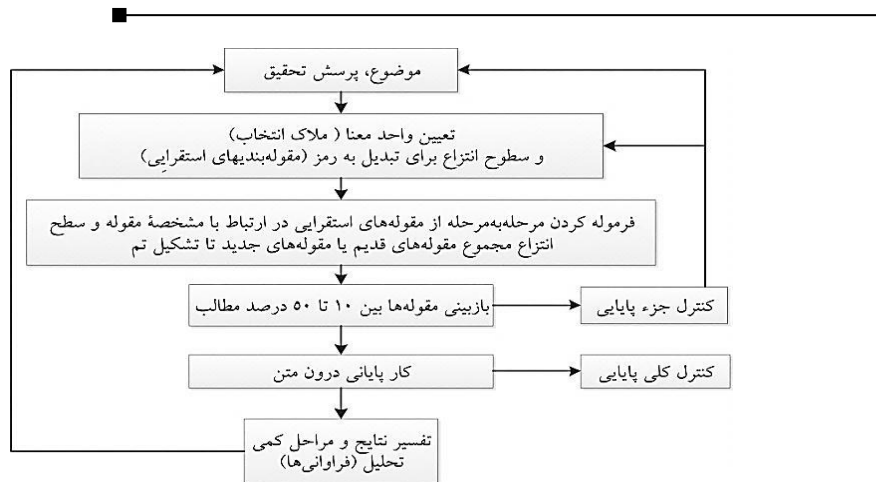 موضوع، پرسش تحقیق
تعیین واحد معنا ( ملاک انتخاب)
و سطوح انتزاع برای تبدیل به رمز (مقوله‌بندیهای استقرایِی)
فرموله کردن مرحله‌به‌مرحله از مقوله‌های استقرایی در ارتباط با مشخصهٔ مقوله و سطح
انتزاع مجموع مقوله‌های قدیم یا مقوله‌های جدید تا تشکیل تم
بازبینی مقوله‌ها بین ۱۰ تا ۵۰ درصد مطالب
کنترل جزء پایایی
کار پایانی درون متن
کنترل کلی پایایی
تفسیر نتایج و مراحل کمی
تحلیل (فراوانی‌ها)